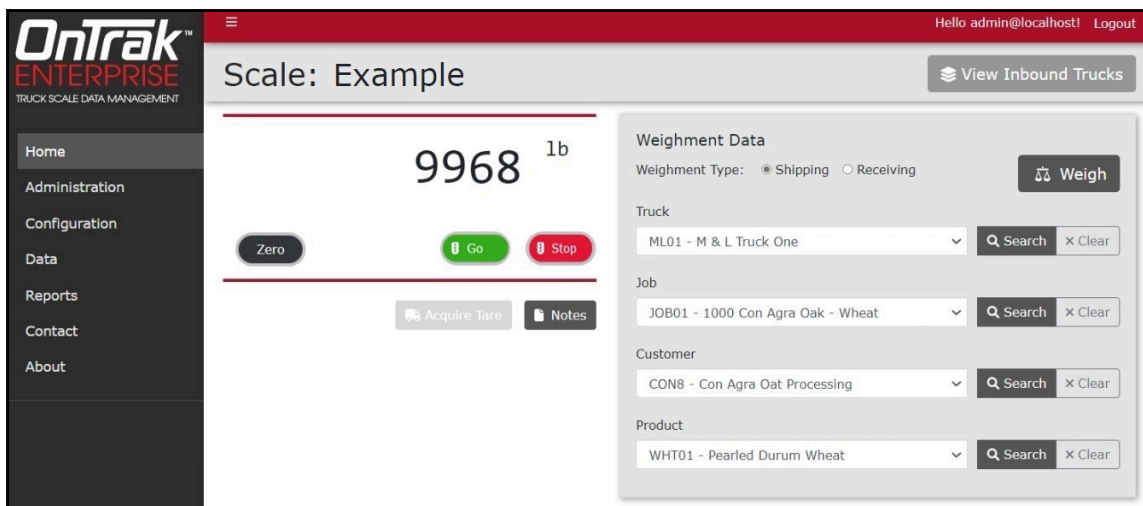 OnTrak™
ENTERPRISE
TRUCK SCALE DATA MANAGEMENT
Home
Administration
Configuration
Data
Reports
Contact
About
Hello admin@localhost! Logout
Scale: Example
View Inbound Trucks
9968 lb
Zero
Go
Stop
Acquire Tare
Notes
Weighment Data
Weighment Type: Shipping Receiving
Weigh
Truck
ML01 - M & L Truck One
Search
Clear
Job
JOB01 - 1000 Con Agra Oak - Wheat
Search
Clear
Customer
CON8 - Con Agra Oat Processing
Search
Clear
Product
WHT01 - Pearled Durum Wheat
Search
Clear